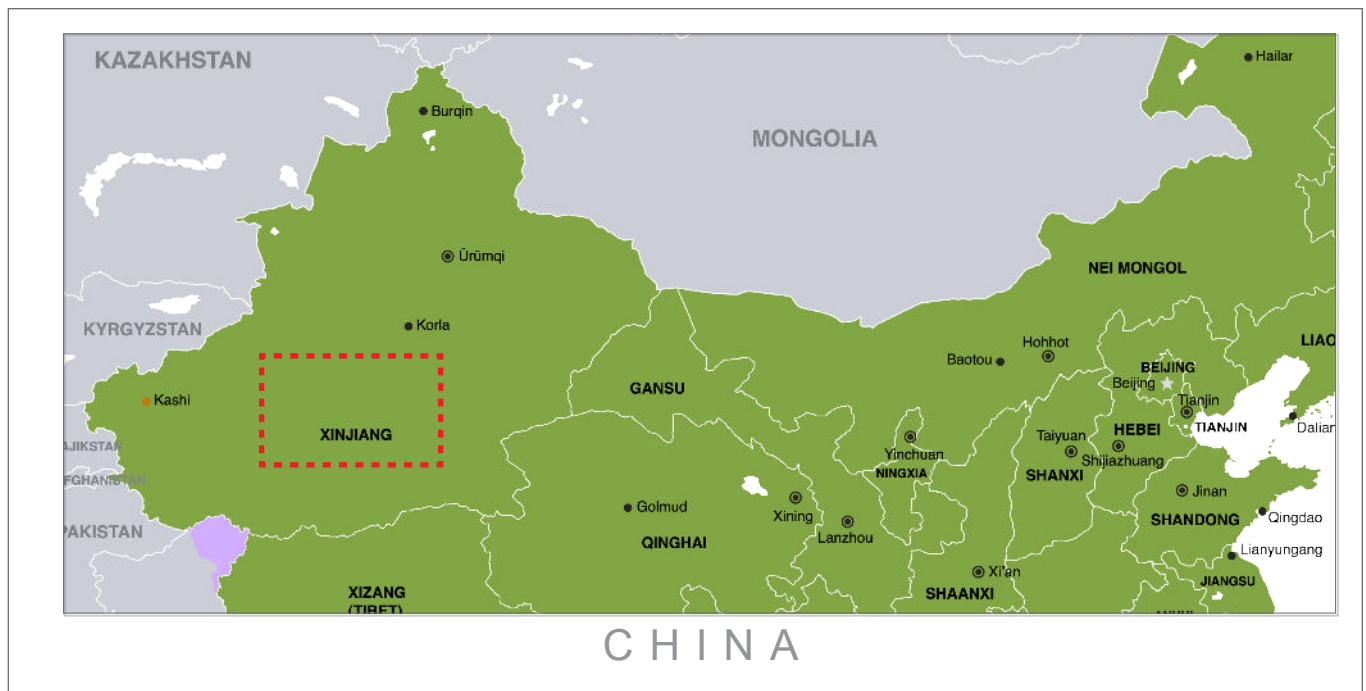 KAZAKHSTAN
Hailar
Burqin
MONGOLIA
Ürümqi
NEI MONGOL
KYRGYZSTAN
Korla
LIAO
Hohhot
Baotou
BEIJING
Beijing
GANSU
Kashi
Tianjin
TIANJIN
Dalian
XINJIANG
HEBEI
Taiyuan
AJIKSTAN
Yinchuan
Shijiazhuang
NINGXIA
SHANXI
FGHANISTAN
Jinan
Golmud
Xining
SHANDONG
Qingdao
PAKISTAN
Lanzhou
QINGHAI
Lianyungang
Xi'an
JIANGSU
XIZANG
(TIBET)
SHAANXI
CHINA